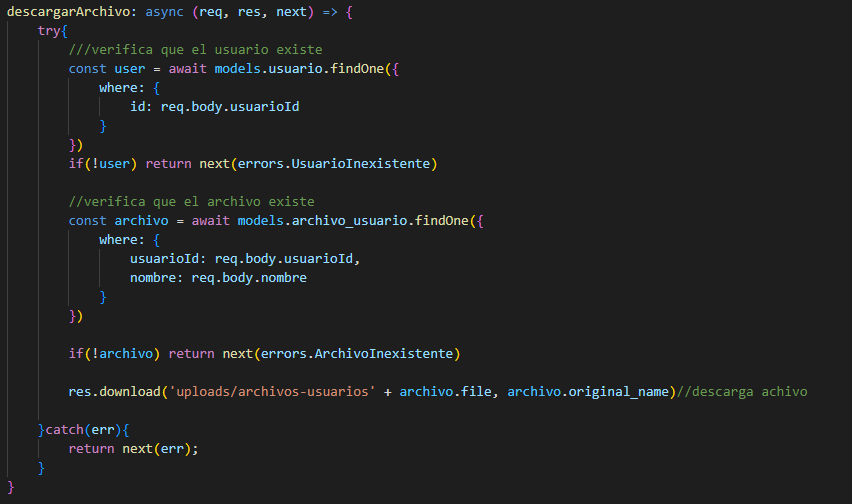 descargarArchivo: async (req, res, next) => {
    try{
        ///verifica que el usuario existe
        const user = await models.usuario.findOne({
            where: {
                id: req.body.usuarioId
            }
        })
        if(!user) return next(errors.UsuarioInexistente)

        //verifica que el archivo existe
        const archivo = await models.archivo_usuario.findOne({
            where: {
                usuarioId: req.body.usuarioId,
                nombre: req.body.nombre
            }
        })

        if(!archivo) return next(errors.ArchivoInexistente)

        res.download('uploads/archivos-usuarios' + archivo.file, archivo.original_name)//descarga achivo

    }catch(err){
        return next(err);
    }
}